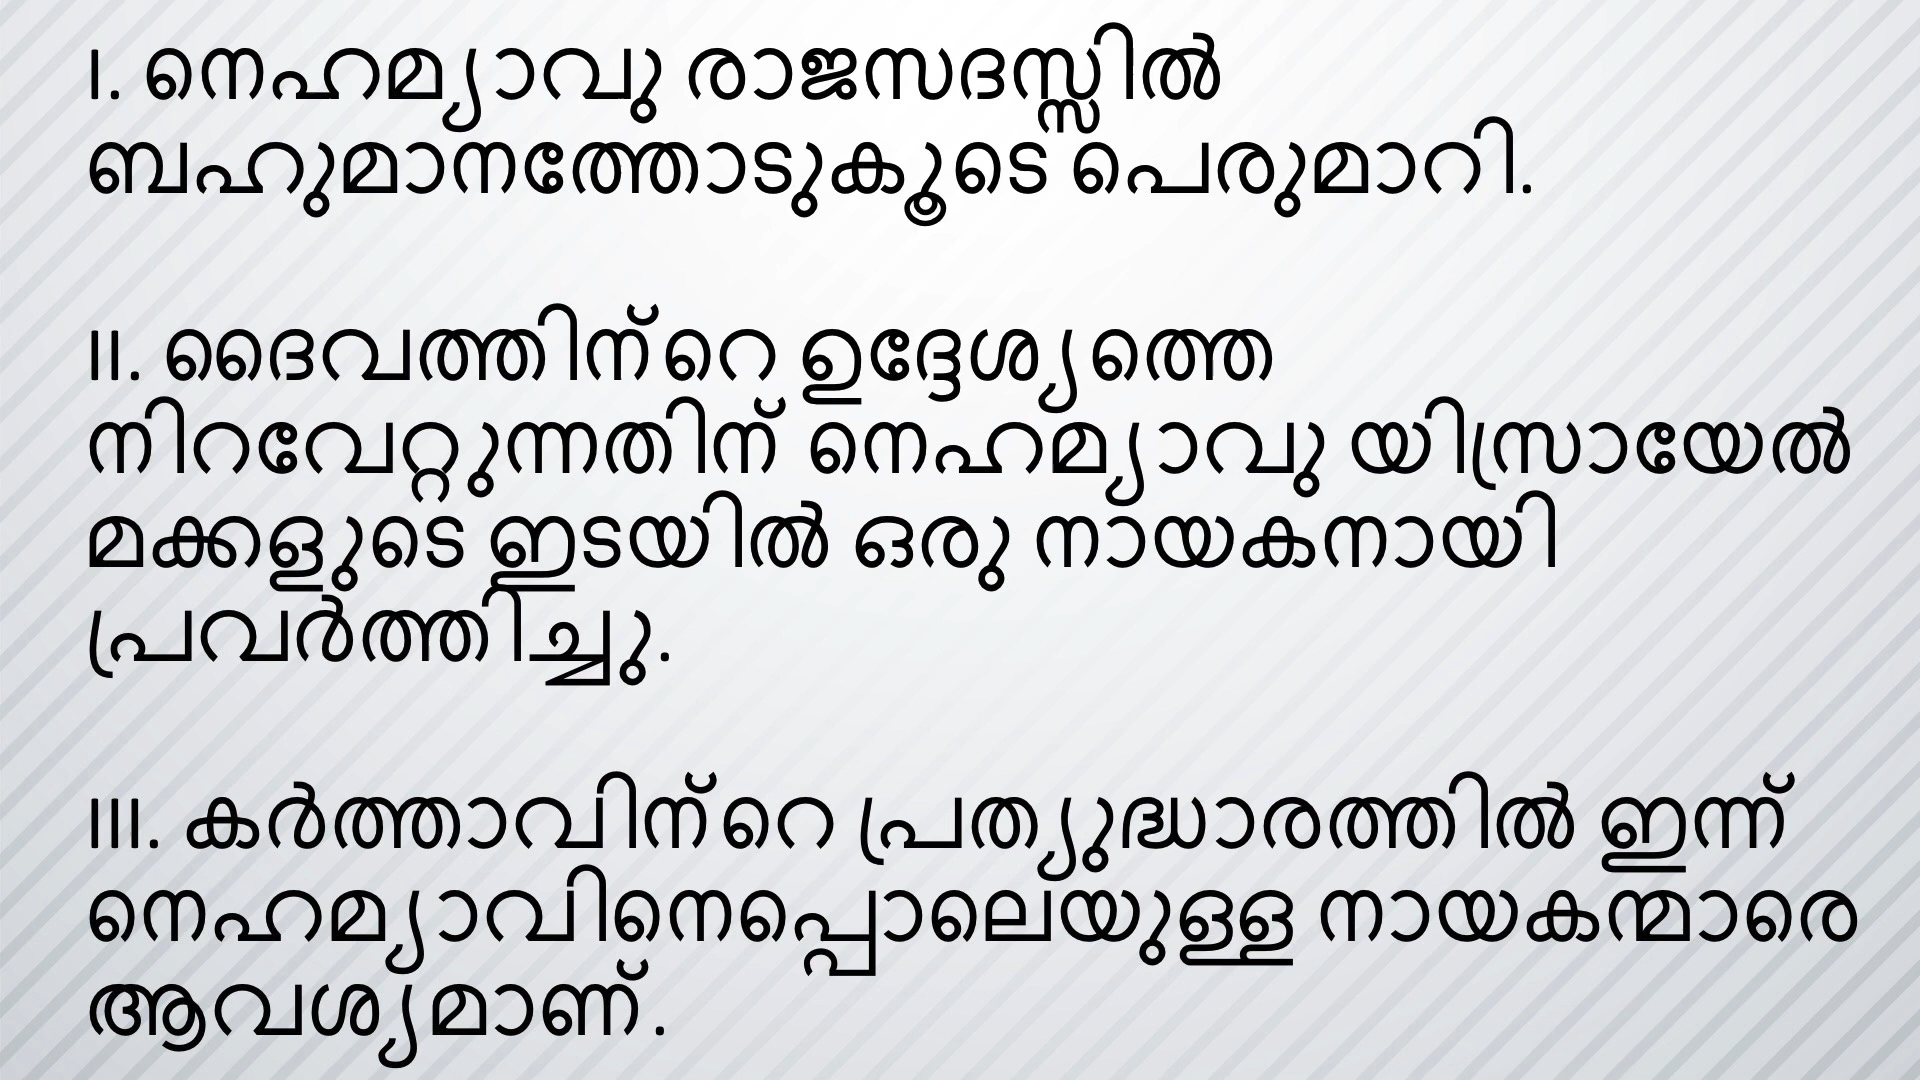 I. നെഹമ്യാവു രാജസദസ്സിൽ
ബഹുമാനത്തോടുകൂടെ പെരുമാറി.
II. ദൈവത്തിന്‌റെ ഉദ്ദേശ്യത്തെ
നിറവേറ്റുന്നതിന് നെഹമ്യാവു യിസ്രായേൽ
മക്കളുടെ ഇടയിൽ ഒരു നായകനായി
പ്രവർത്തിച്ചു.
III. കർത്താവിന്‌റെ പ്രത്യുദ്ധാരത്തിൽ ഇന്ന്
നെഹമ്യാവിനെപ്പൊലെയുള്ള നായകന്മാരെ
ആവശ്യമാണ്.